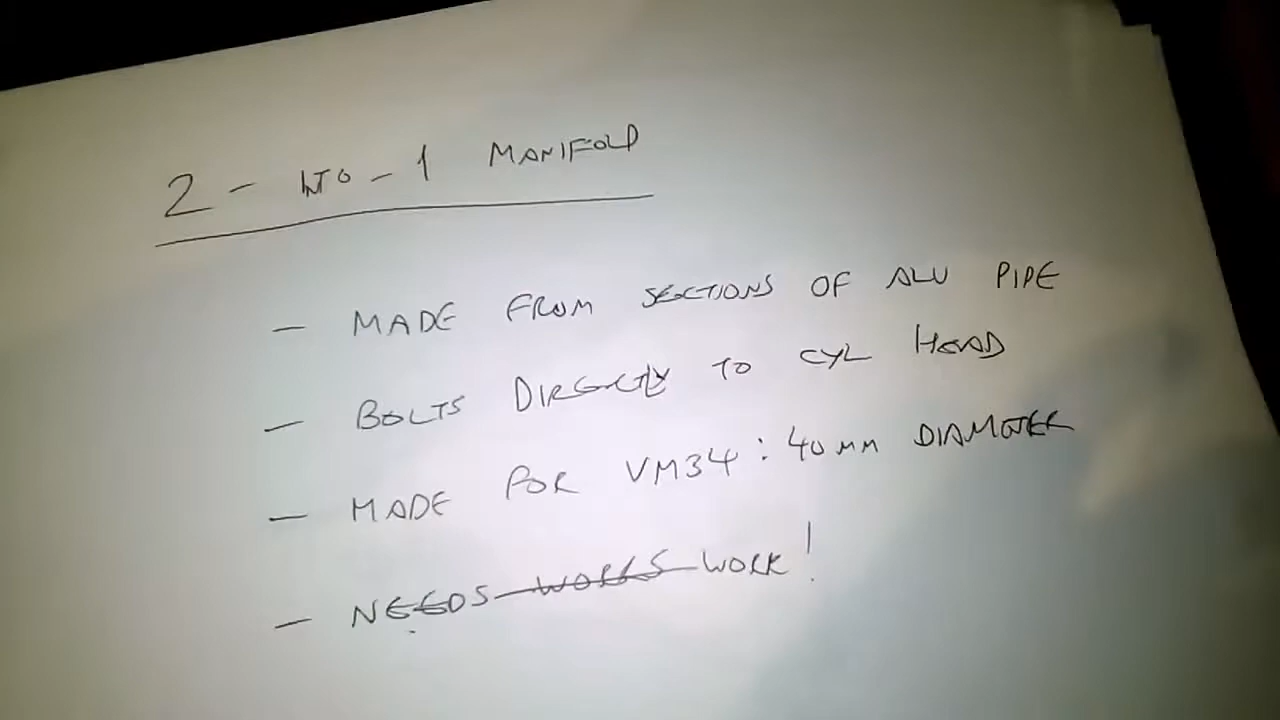 2 - INTO - 1 MANIFOLD
- MADE FROM SECTIONS OF ALU PIPE
- BOLTS DIRECTLY TO CYL HEAD
- MADE FOR VM34 : 40 MM DIAMETER
- NEEDS WORKS WORK !